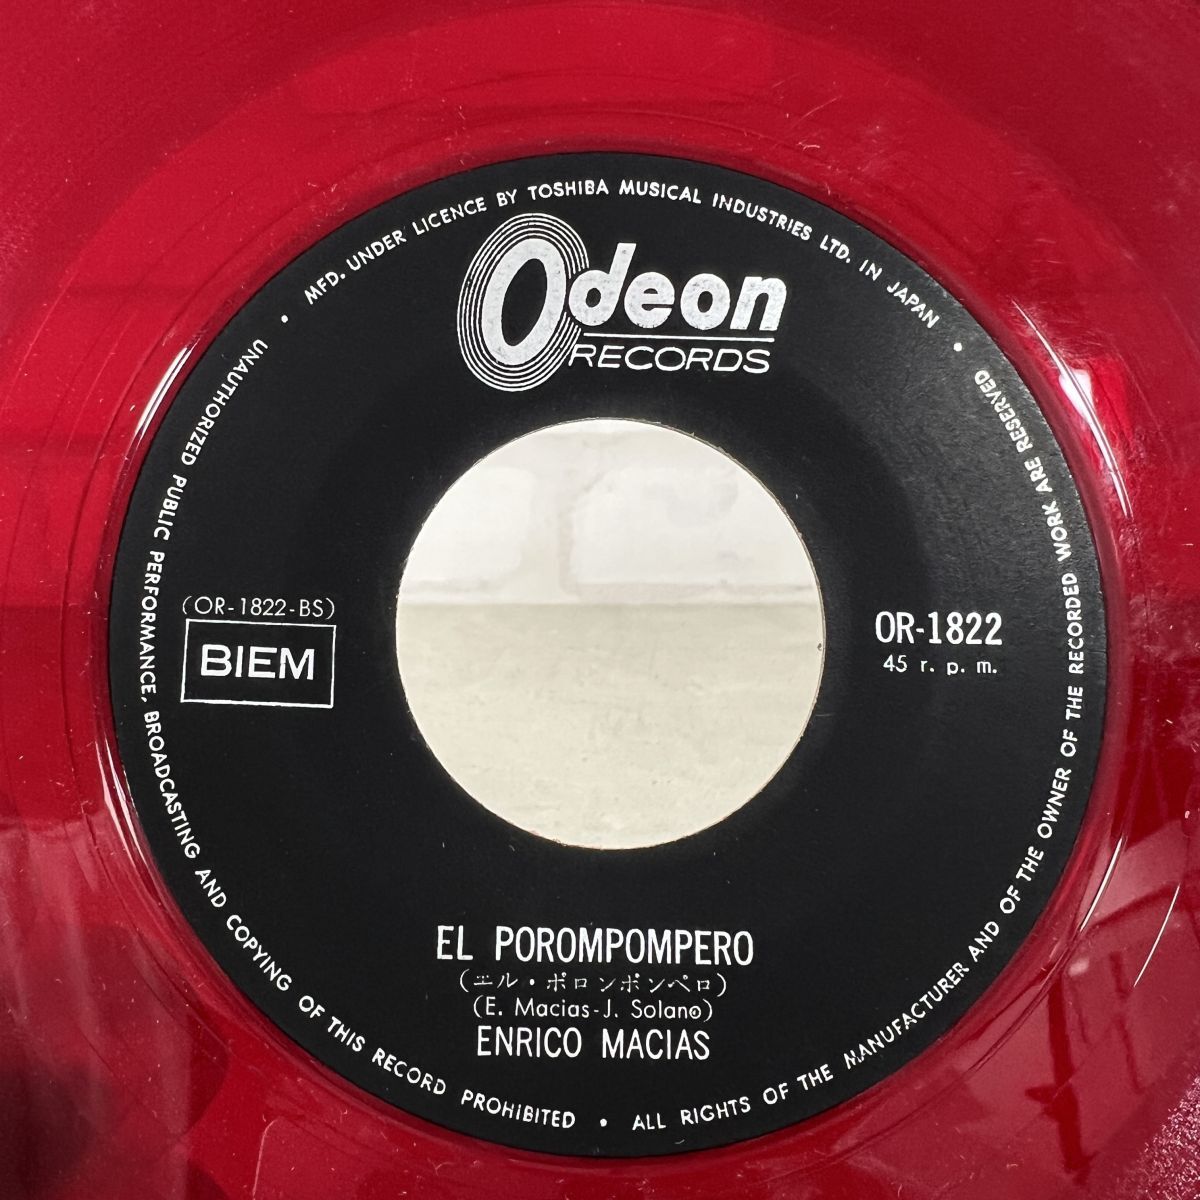 MFD. UNDER LICENCE BY TOSHIBA MUSICAL INDUSTRIES LTD. IN JAPAN •
Odeon
RECORDS
(OR-1822-BS)
BIEM
OR-1822
45 r. p. m.
EL POROMPOMPERO
(エル・ポロンポンペロ)
(E. Macias-J. Solano)
ENRICO MACIAS
UNAUTHORIZED PUBLIC PERFORMANCE, BROADCASTING AND COPYING OF THIS RECORD PROHIBITED • ALL RIGHTS OF THE MANUFACTURER AND OF THE OWNER OF THE RECORDED WORK ARE RESERVED •